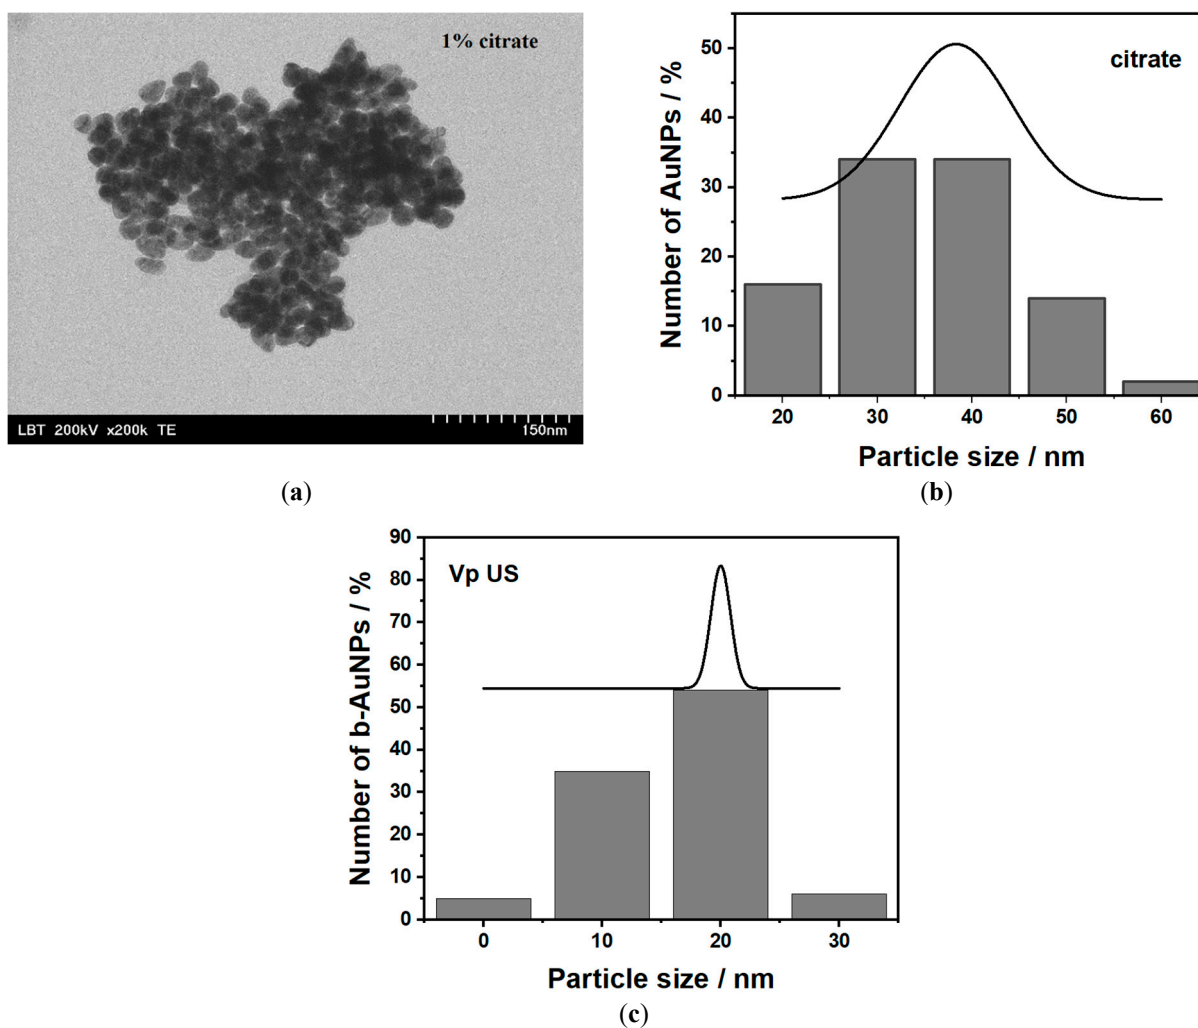 1% citrate
LBT 200kV x200k TE
150nm
(a)
citrate
Number of AuNPs / %
50
40
30
20
10
0
20 30 40 50 60
Particle size / nm
(b)
Vp US
Number of b-AuNPs / %
90
80
70
60
50
40
30
20
10
0
0 10 20 30
Particle size / nm
(c)